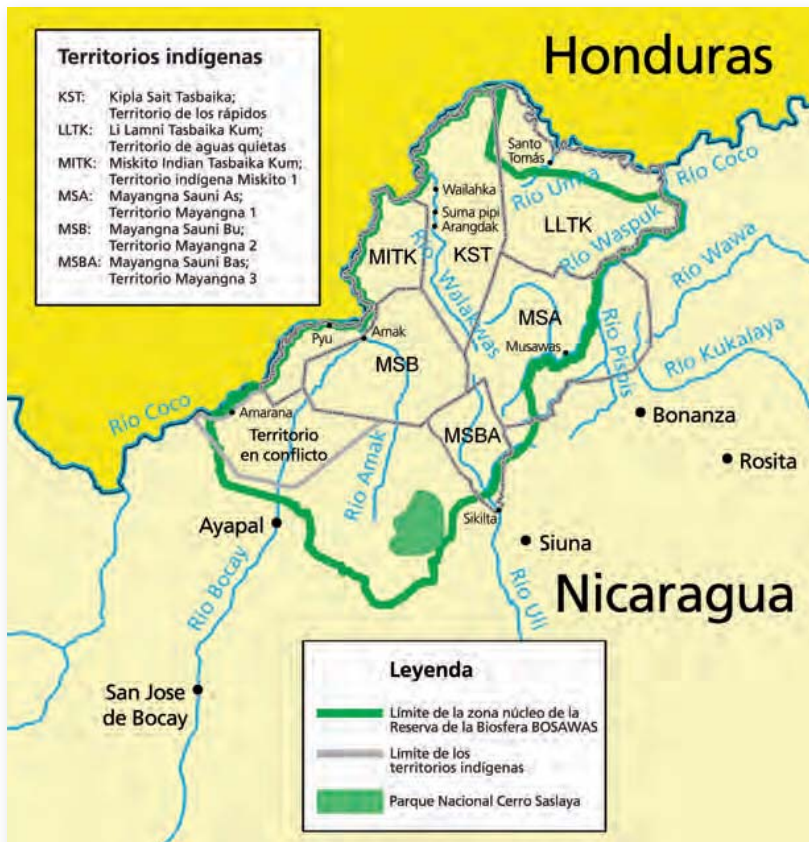 Territorios indígenas
KST: Kipla Sait Tasbaika;
Territorio de los rápidos
LLTK: Li Lamni Tasbaika Kum;
Territorio de aguas quietas
MITK: Miskito Indian Tasbaika Kum;
Territorio indígena Miskito 1
MSA: Mayangna Sauni As;
Territorio Mayangna 1
MSB: Mayangna Sauni Bu;
Territorio Mayangna 2
MSBA: Mayangna Sauni Bas;
Territorio Mayangna 3
Honduras
Santo
Tomás
Río Coco
Wailahka
Río Umra
Suma pipi
Arangdak
LLTK
Río Waspuk
MITK
KST
Río Wawa
Río Walakwas
MSA
Musawas
Río Pispis
Río Kukalaya
Pyu
Amak
MSB
Río Coco
Amarana
Territorio
en conflicto
MSBA
Bonanza
Rosita
Río Amak
Ayapal
Sikilta
Siuna
Río Bocay
Río Uli
Nicaragua
San Jose
de Bocay
Leyenda
Límite de la zona núcleo de la
Reserva de la Biosfera BOSAWAS
Límite de los
territorios indígenas
Parque Nacional Cerro Saslaya